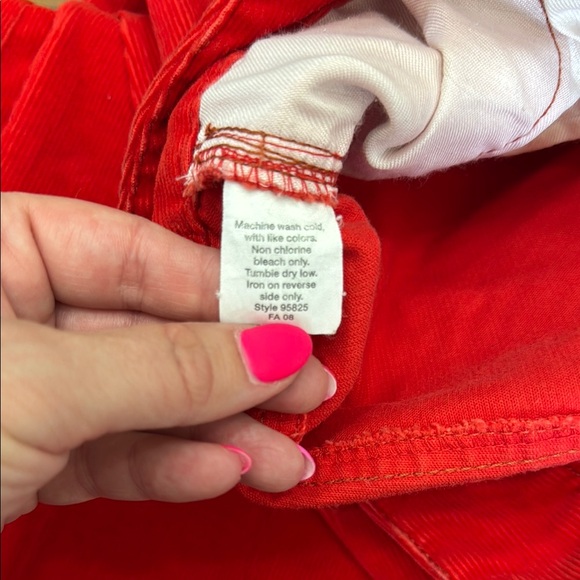 Machine wash cold,
with like colors.
Non chlorine
bleach only.
Tumble dry low.
Iron on reverse
side only.
Style 95825
FA 08